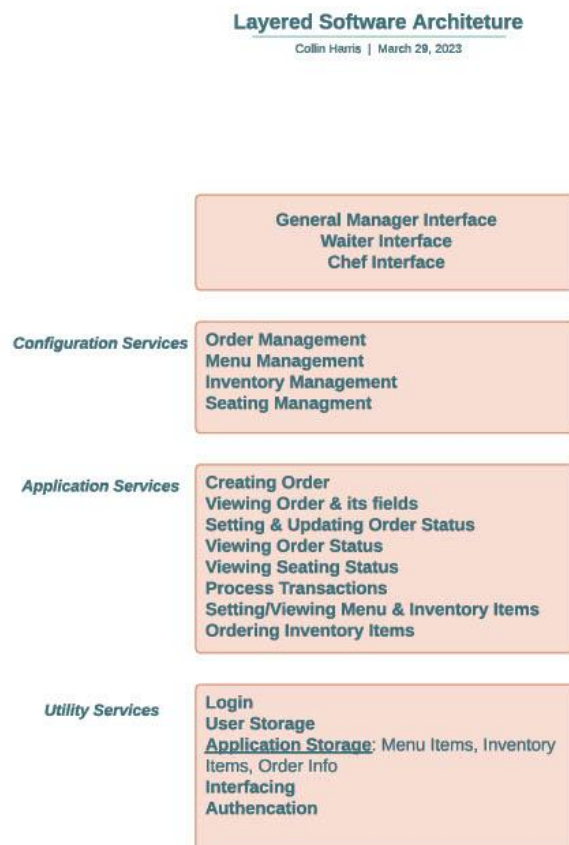 Layered Software Architeture
Collin Harris | March 29, 2023
General Manager Interface
Waiter Interface
Chef Interface
Configuration Services
Order Management
Menu Management
Inventory Management
Seating Managment
Application Services
Creating Order
Viewing Order & its fields
Setting & Updating Order Status
Viewing Order Status
Viewing Seating Status
Process Transactions
Setting/Viewing Menu & Inventory Items
Ordering Inventory Items
Utility Services
Login
User Storage
Application Storage: Menu Items, Inventory
Items, Order Info
Interfacing
Authencation